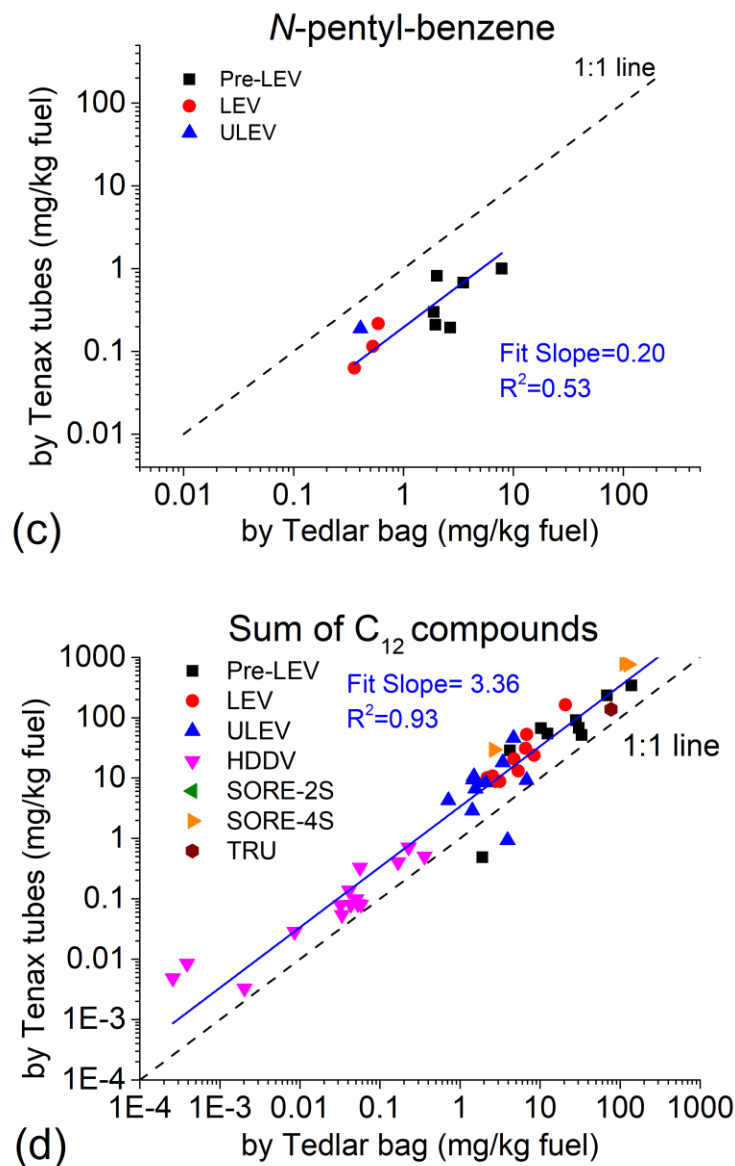 N-pentyl-benzene
1:1 line
Pre-LEV
LEV
ULEV
100
10
1
0.1
0.01
by Tenax tubes (mg/kg fuel)
Fit Slope=0.20
R²=0.53
0.01 0.1 1 10 100
by Tedlar bag (mg/kg fuel)
(c)
Sum of C₁₂ compounds
Pre-LEV
LEV
ULEV
HDDV
SORE-2S
SORE-4S
TRU
Fit Slope= 3.36
R²=0.93
1:1 line
1000
100
10
1
0.1
0.01
1E-3
1E-4
by Tenax tubes (mg/kg fuel)
1E-4 1E-3 0.01 0.1 1 10 100 1000
by Tedlar bag (mg/kg fuel)
(d)